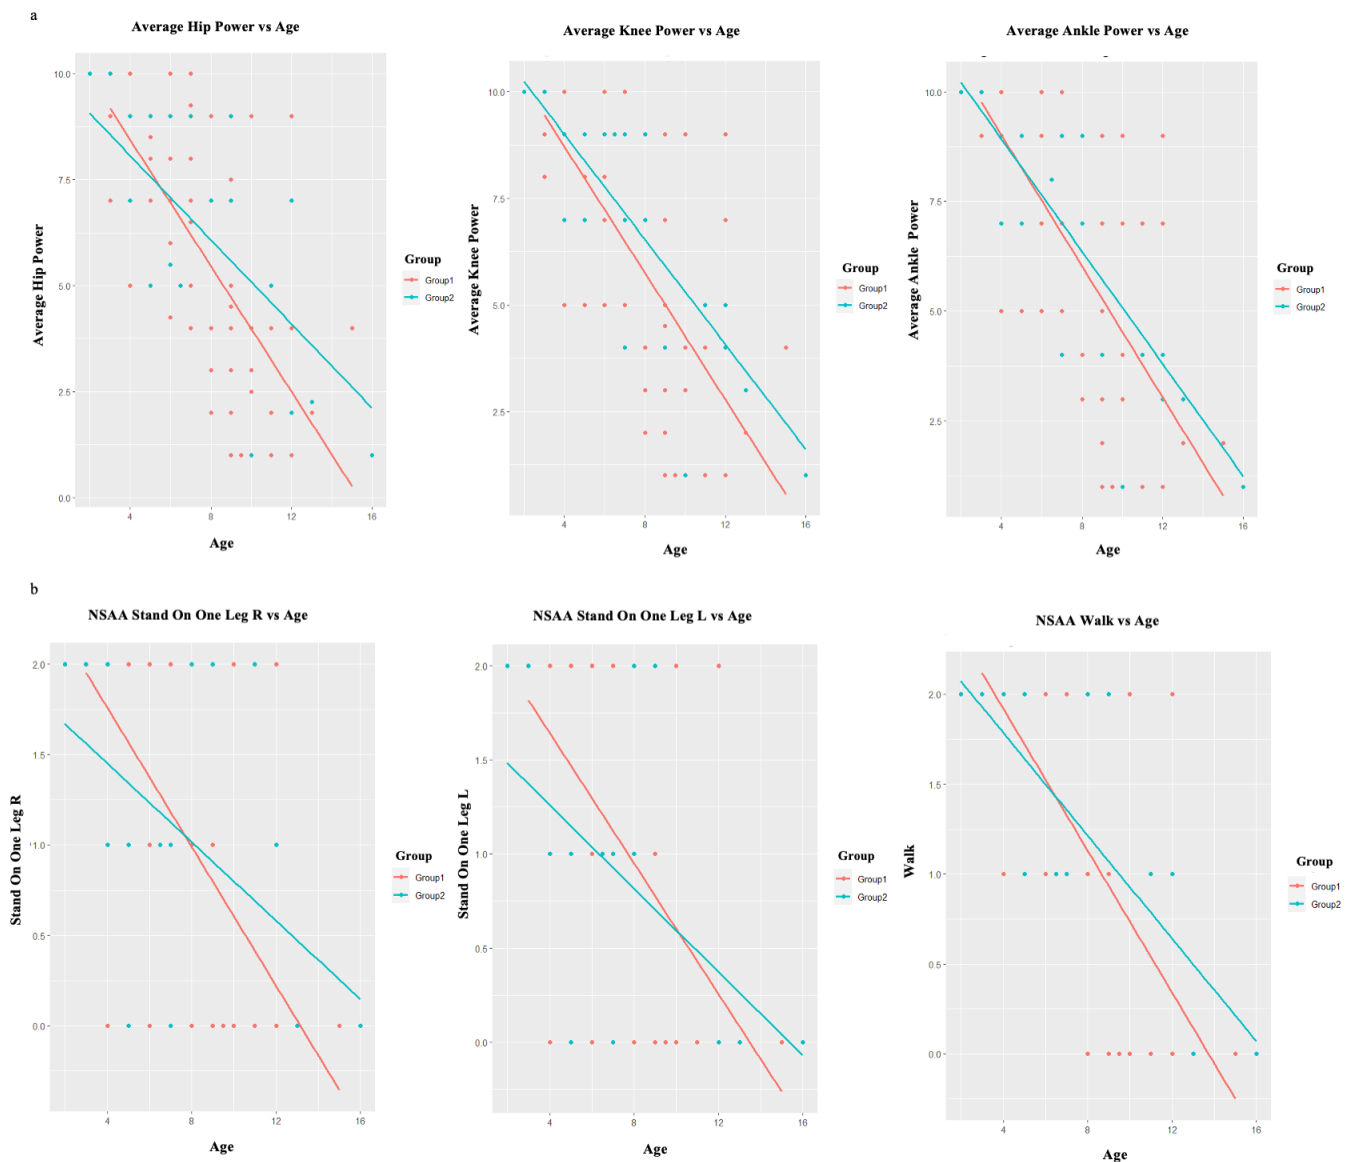 a
Average Hip Power vs Age
10.0
7.5
5.0
2.5
0.0
Average Hip Power
4 8 12 16
Age
Group
Group1
Group2
Average Knee Power vs Age
10.0
7.5
5.0
2.5
Average Knee Power
4 8 12 16
Age
Group
Group1
Group2
Average Ankle Power vs Age
10.0
7.5
5.0
2.5
Average Ankle Power
4 8 12 16
Age
Group
Group1
Group2
b
NSAA Stand On One Leg R vs Age
2.0
1.5
1.0
0.5
0.0
Stand On One Leg R
4 8 12 16
Age
Group
Group1
Group2
NSAA Stand On One Leg L vs Age
2.0
1.5
1.0
0.5
0.0
Stand On One Leg L
4 8 12 16
Age
Group
Group1
Group2
NSAA Walk vs Age
2.0
1.5
1.0
0.5
0.0
Walk
4 8 12 16
Age
Group
Group1
Group2